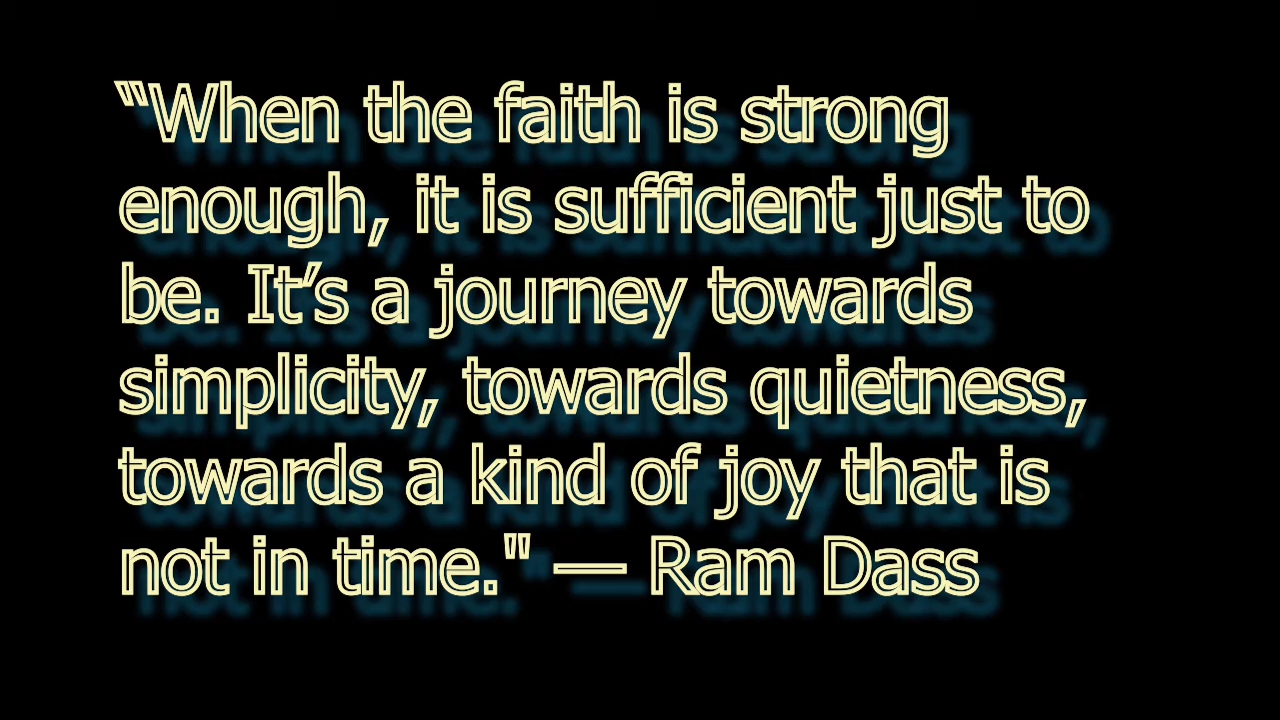 “When the faith is strong
enough, it is sufficient just to
be. It’s a journey towards
simplicity, towards quietness,
towards a kind of joy that is
not in time." — Ram Dass